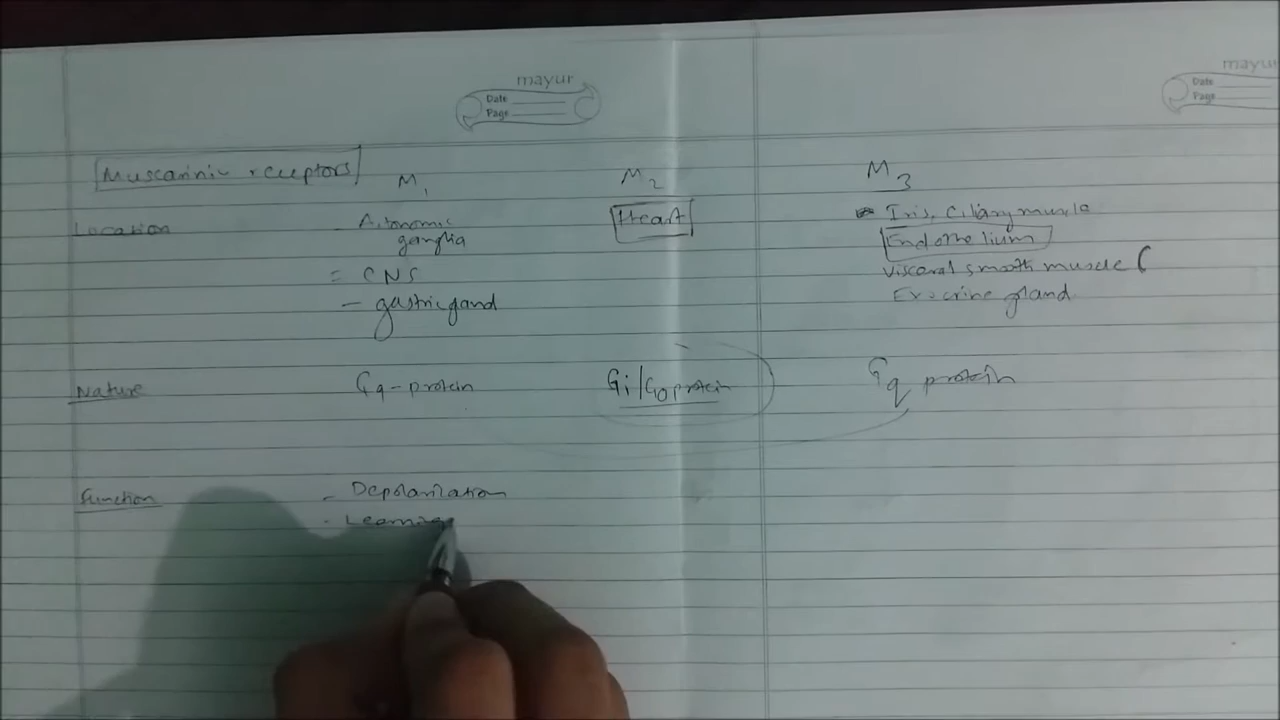 mayur
Date
Page
mayur
Date
Page
Muscarinic receptors M1 M2 M3
Location Autonomic ganglia Heart Iris, Ciliary muscle
Endothelium
= CNS Visceral smooth muscle (
- gastric gland Exocrine gland
Nature Gq-protein Gi/Go protein Gq protein
Function - Depolarization
- Learning